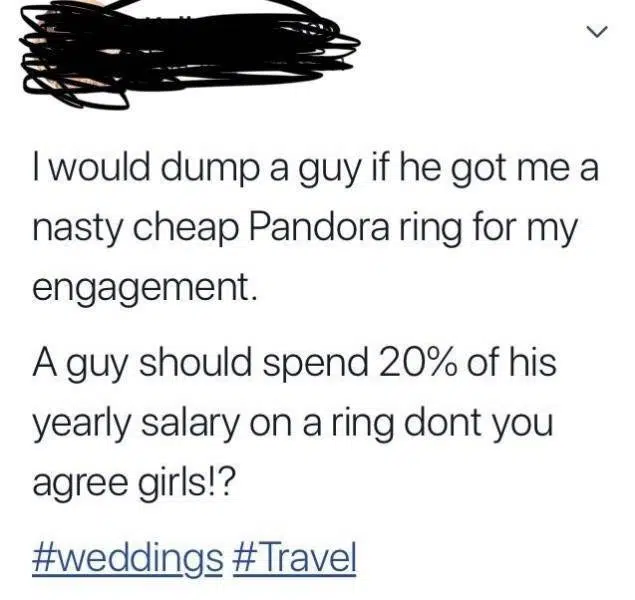 I would dump a guy if he got me a
nasty cheap Pandora ring for my
engagement.
A guy should spend 20% of his
yearly salary on a ring dont you
agree girls!?
#weddings #Travel